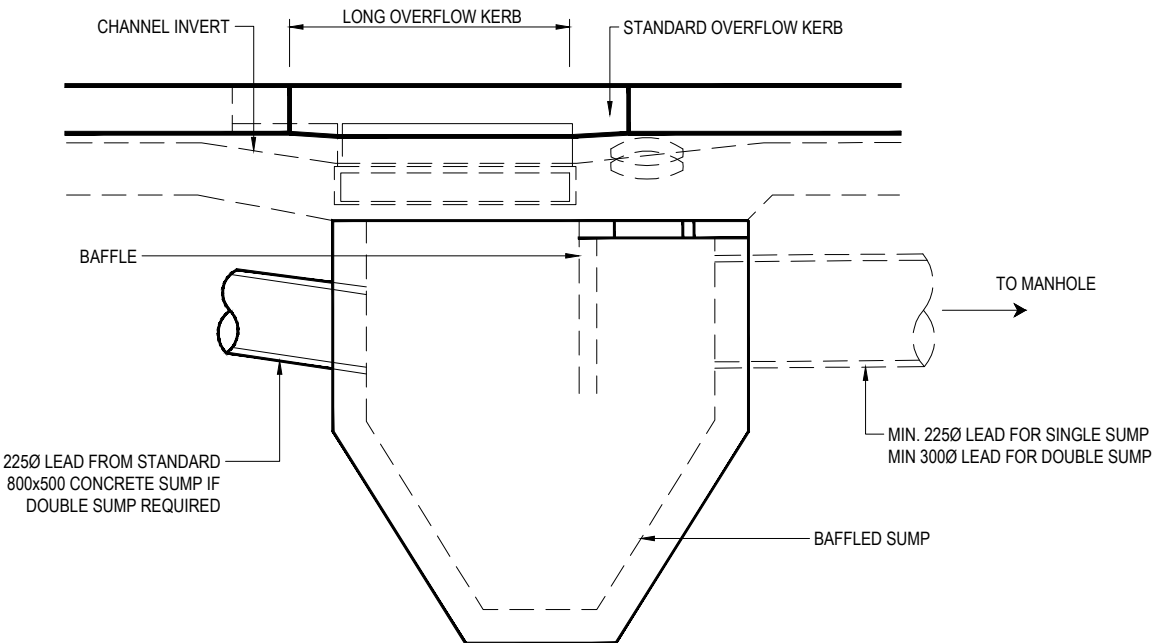 LONG OVERFLOW KERB
CHANNEL INVERT
STANDARD OVERFLOW KERB
BAFFLE
TO MANHOLE
225Ø LEAD FROM STANDARD
800x500 CONCRETE SUMP IF
DOUBLE SUMP REQUIRED
MIN. 225Ø LEAD FOR SINGLE SUMP
MIN 300Ø LEAD FOR DOUBLE SUMP
BAFFLED SUMP